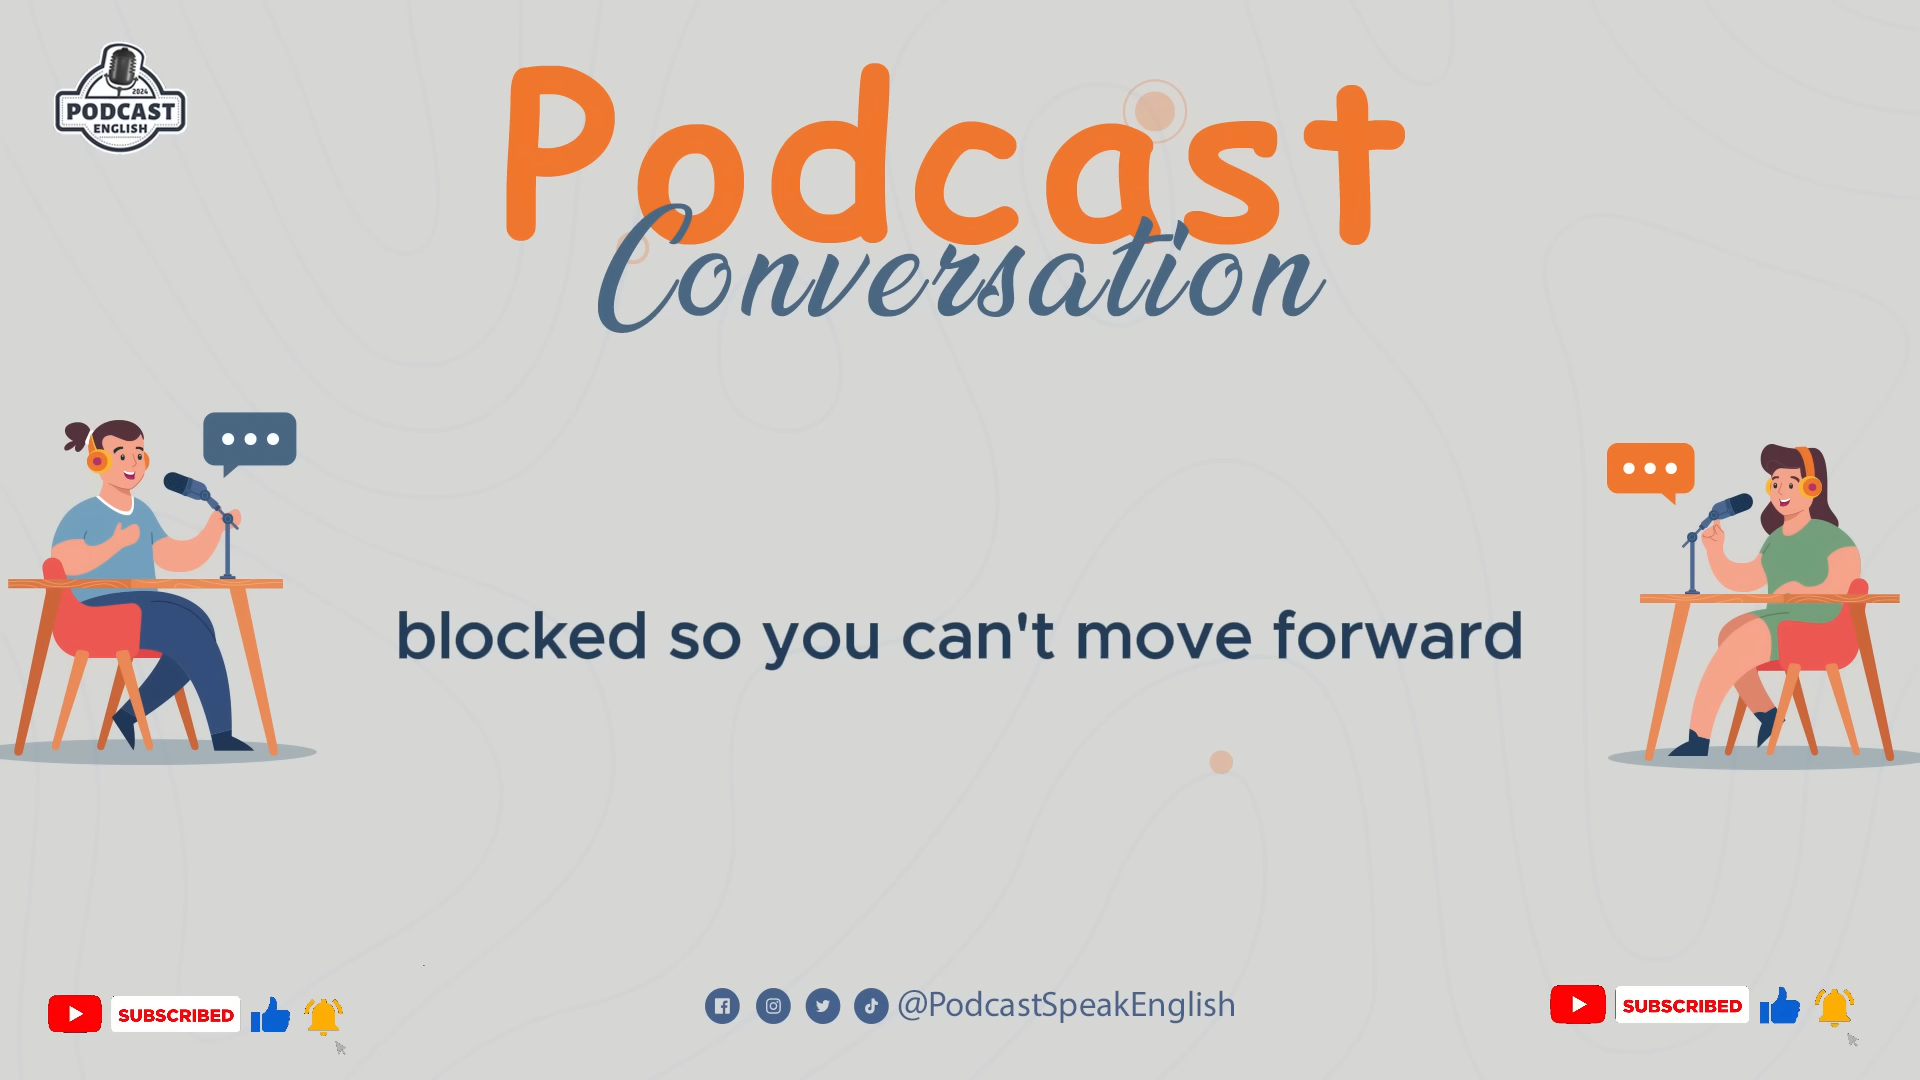 2024
PODCAST
ENGLISH
Podcast
Conversation
blocked so you can't move forward
SUBSCRIBED
@PodcastSpeakEnglish
SUBSCRIBED